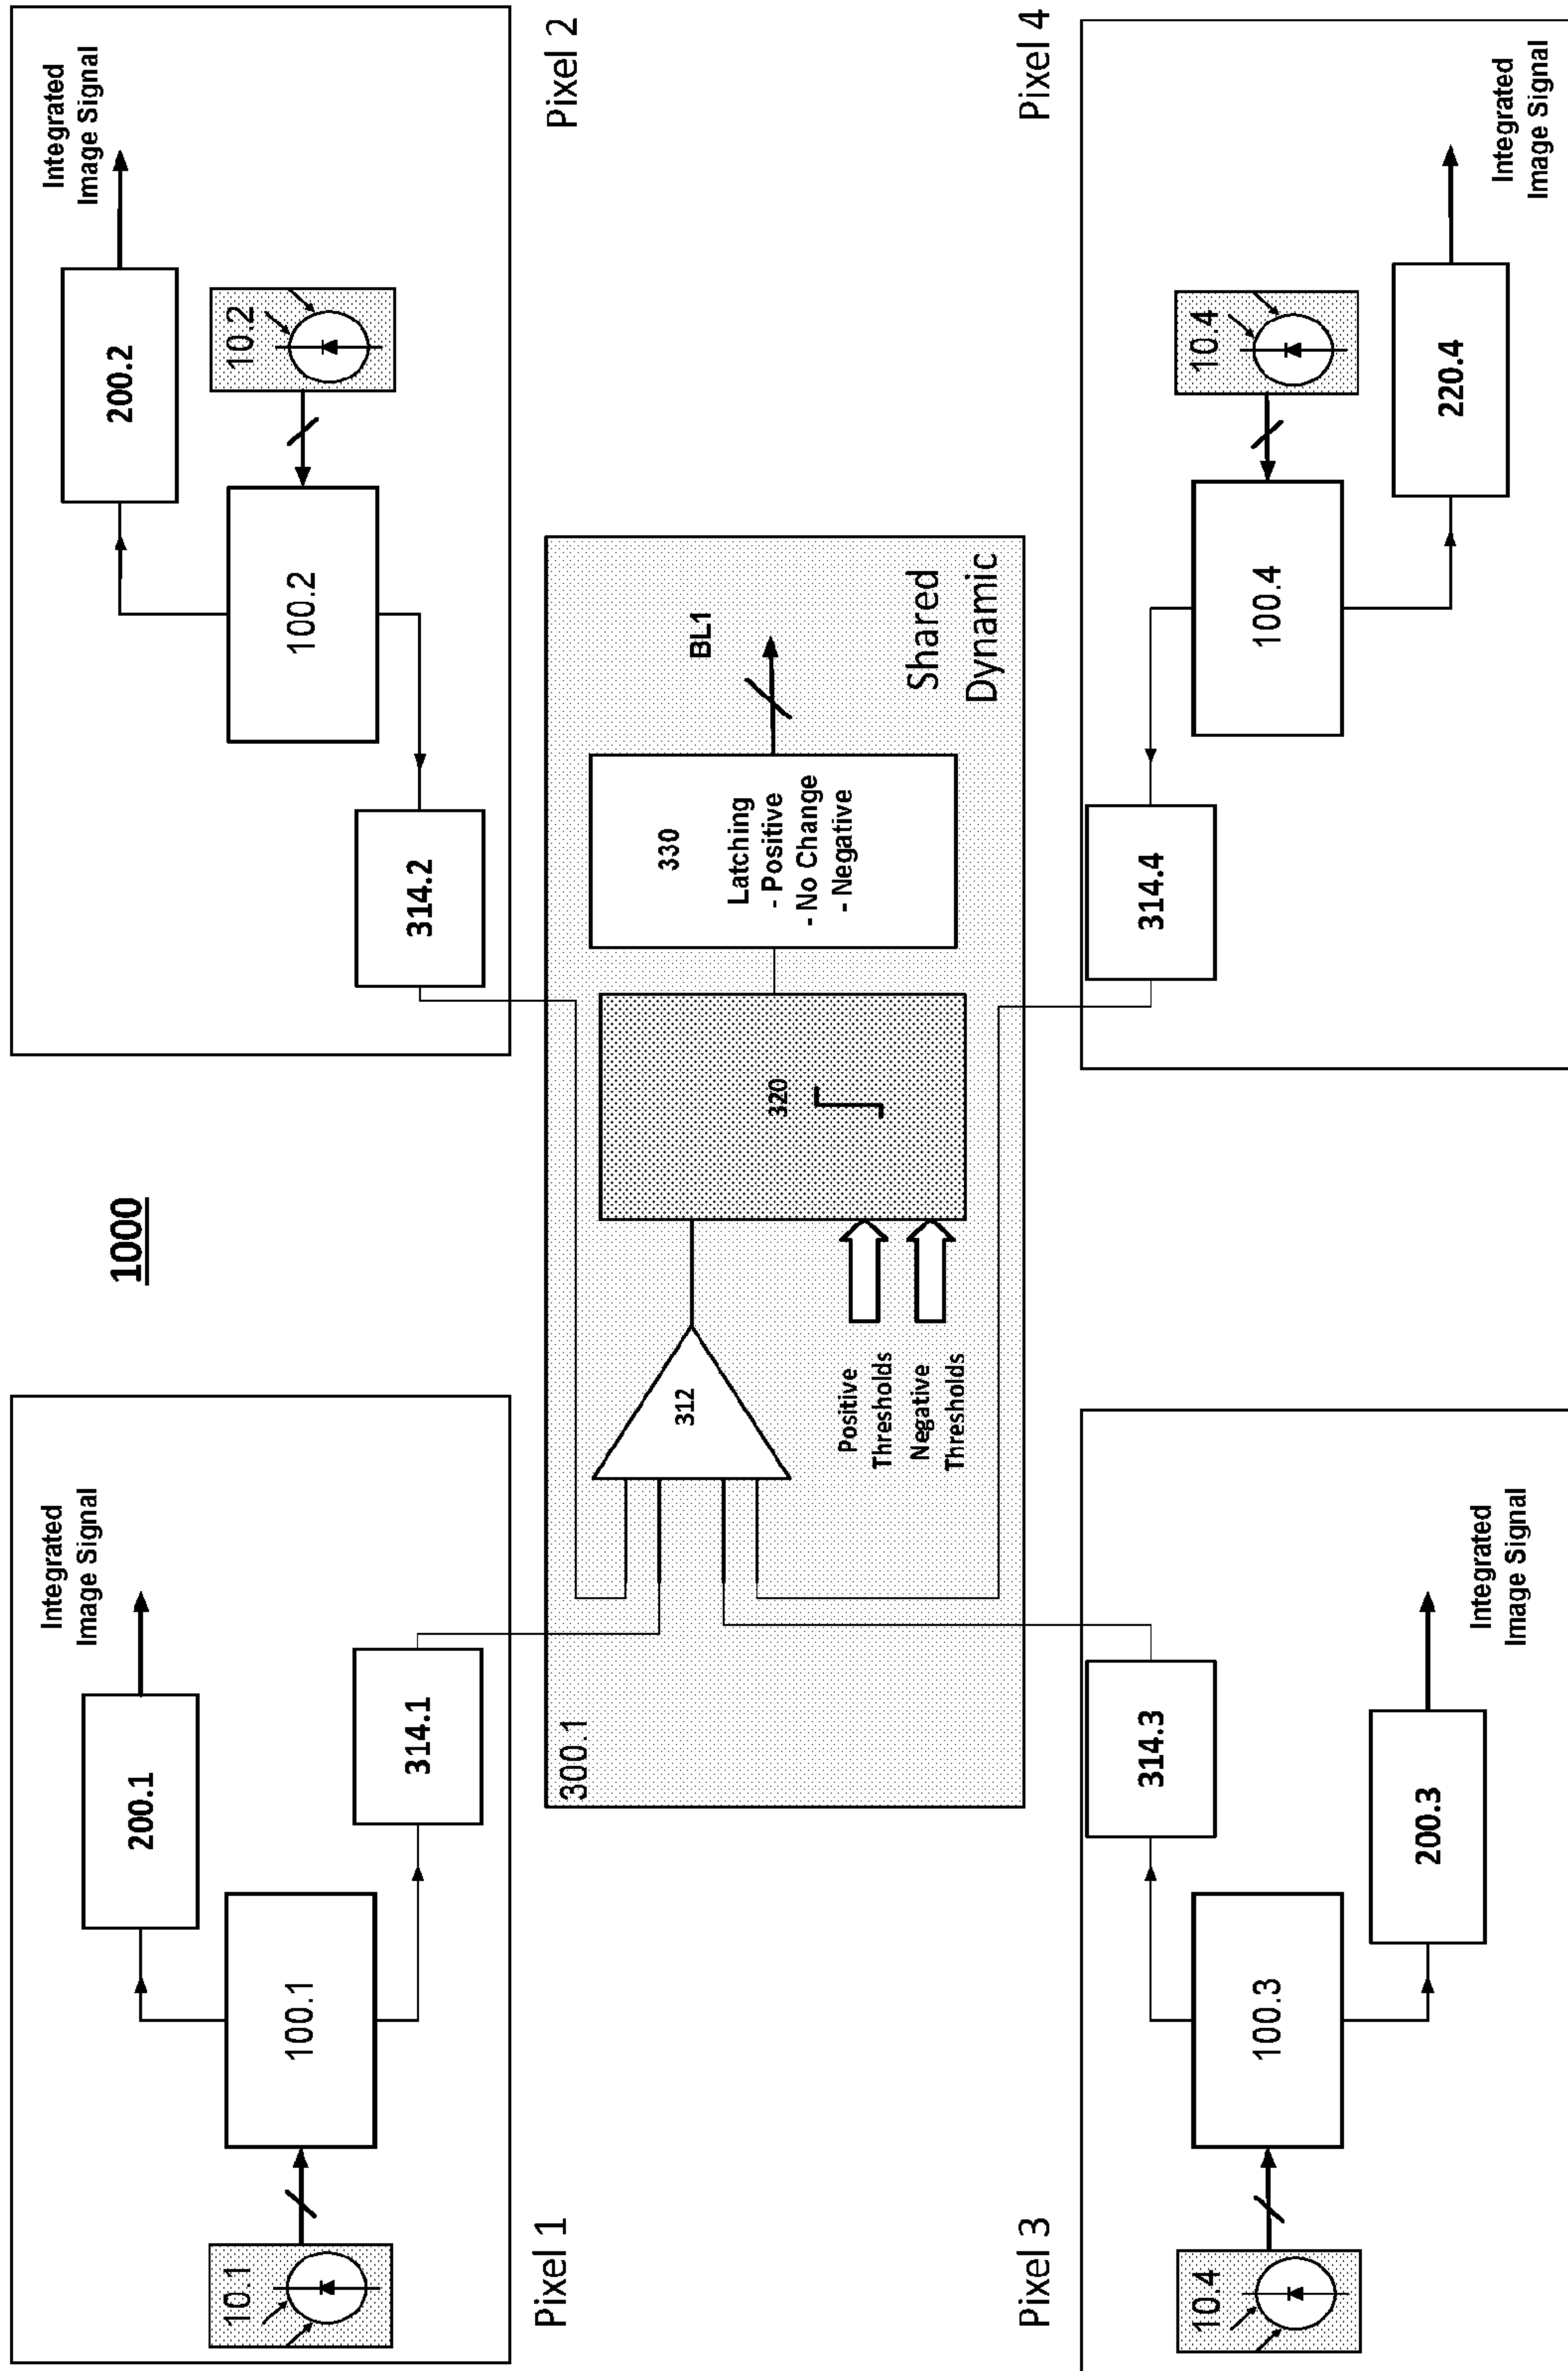 1000
Integrated
Image Signal
200.1
100.1
10.1
314.1
Pixel 1
Integrated
Image Signal
200.2
10.2
100.2
314.2
Pixel 2
300.1
312
Positive
Thresholds
Negative
Thresholds
320
330
Latching
- Positive
- No Change
- Negative
BL1
Shared
Dynamic
Pixel 3
314.3
10.4
100.3
200.3
Integrated
Image Signal
Pixel 4
314.4
100.4
10.4
220.4
Integrated
Image Signal